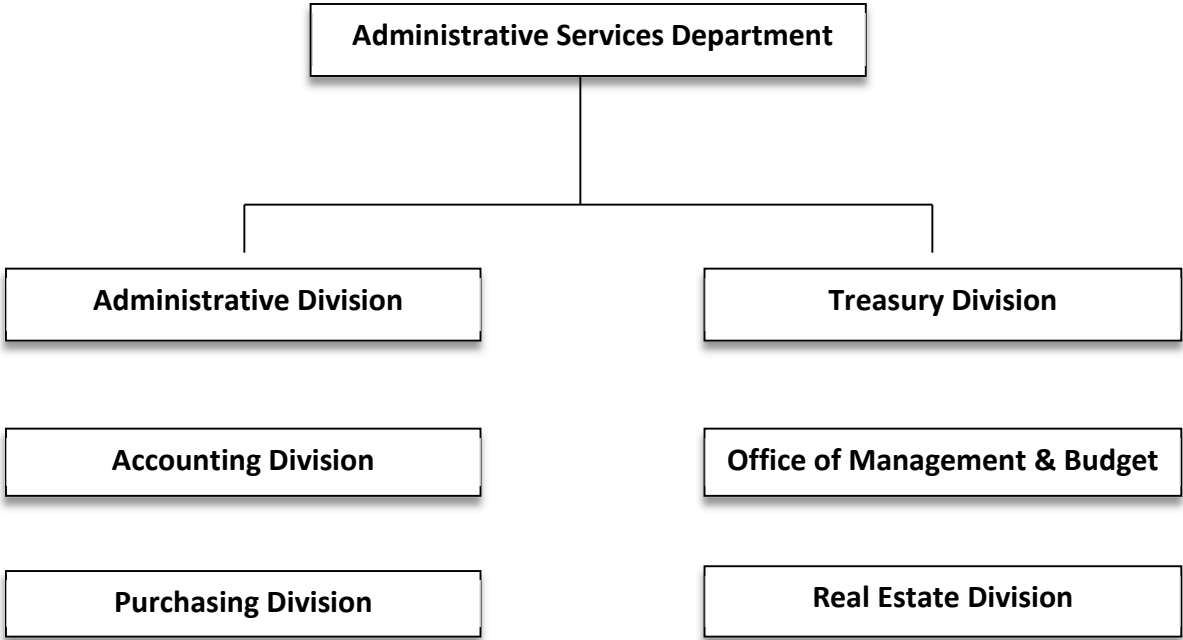 Administrative Services Department
Administrative Division
Treasury Division
Accounting Division
Office of Management & Budget
Purchasing Division
Real Estate Division